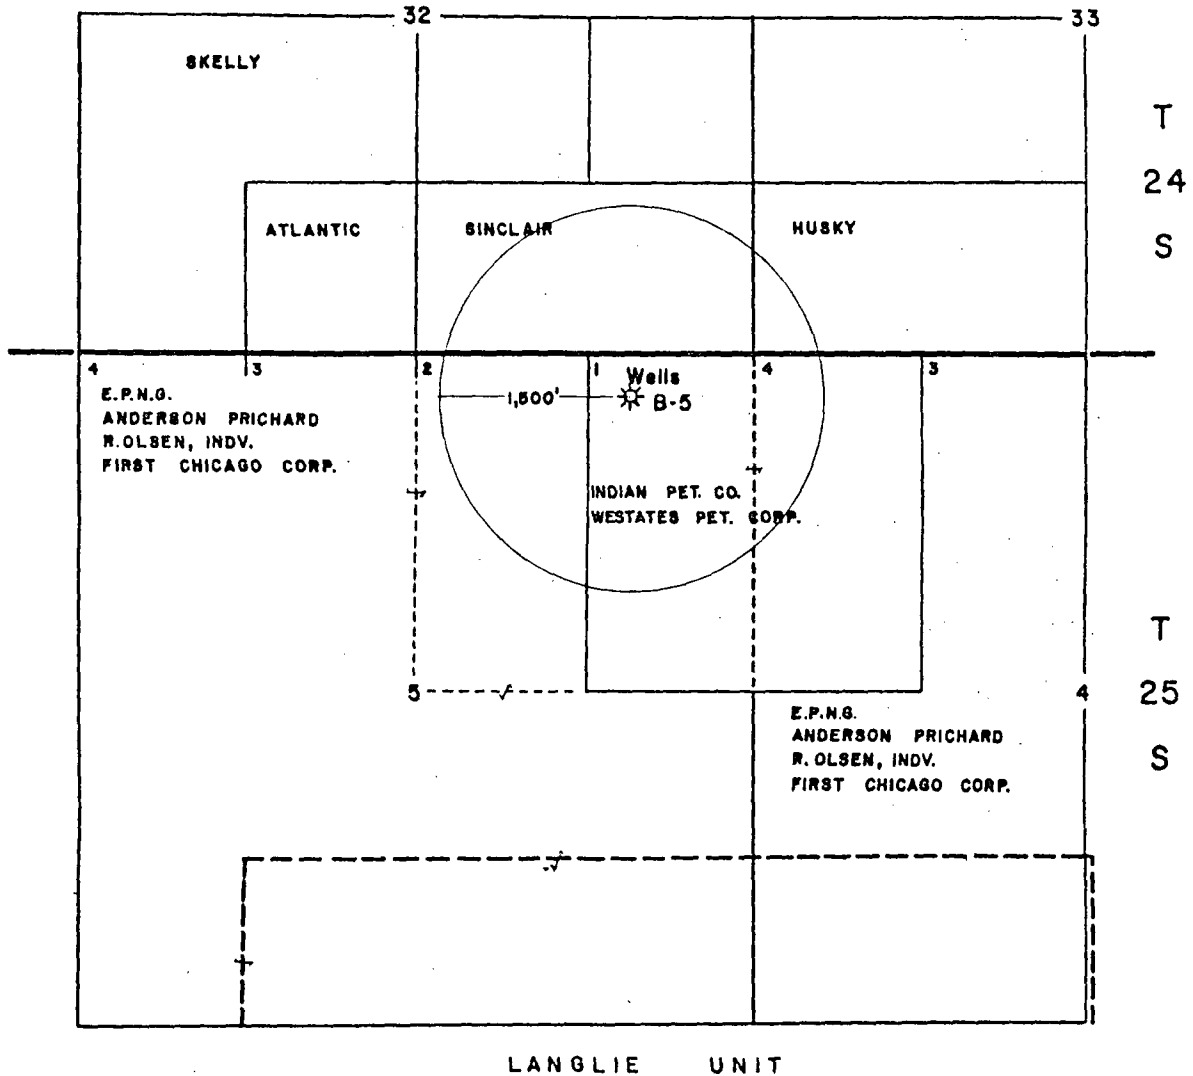 32
33
SKELLY
T
24
S
ATLANTIC
SINCLAIR
HUSKY
4
3
2
1
4
3
Wells
B-5
1,500'
E.P.N.G.
ANDERSON PRICHARD
R.OLSEN, INDV.
FIRST CHICAGO CORP.
INDIAN PET. CO.
WESTATES PET. CORP.
T
25
S
5
4
E.P.N.G.
ANDERSON PRICHARD
R.OLSEN, INDV.
FIRST CHICAGO CORP.
LANGLIE UNIT